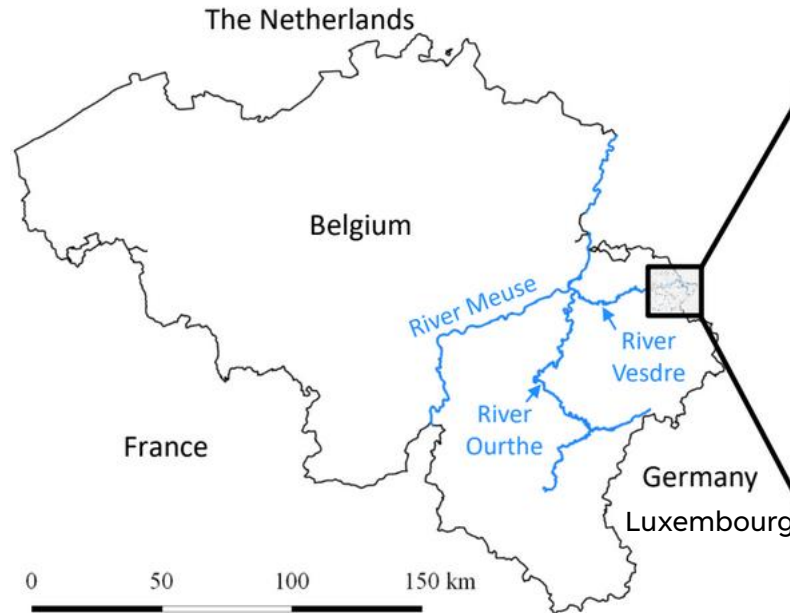 The Netherlands
Belgium
River Meuse
River
Vesdre
River
Ourthe
France
Germany
Luxembourg
0 50 100 150 km